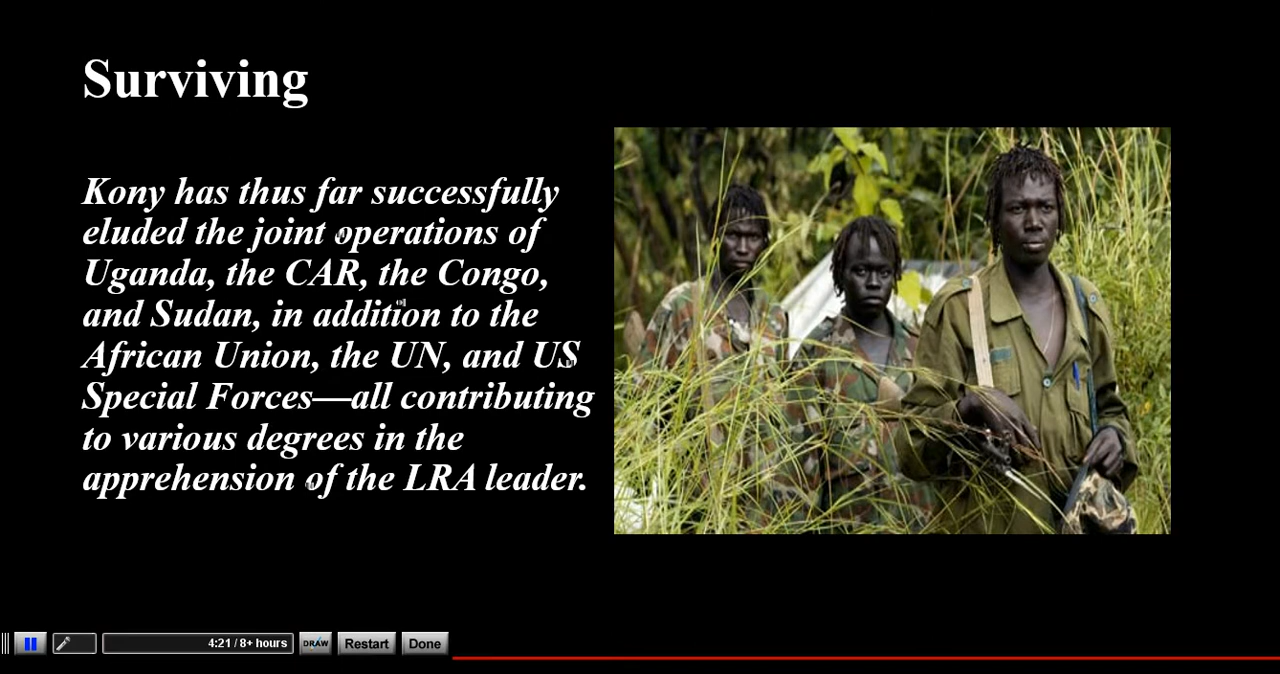 Surviving
Kony has thus far successfully
eluded the joint operations of
Uganda, the CAR, the Congo,
and Sudan, in addition to the
African Union, the UN, and US
Special Forces—all contributing
to various degrees in the
apprehension of the LRA leader.
4:21 / 8+ hours DRAW Restart Done